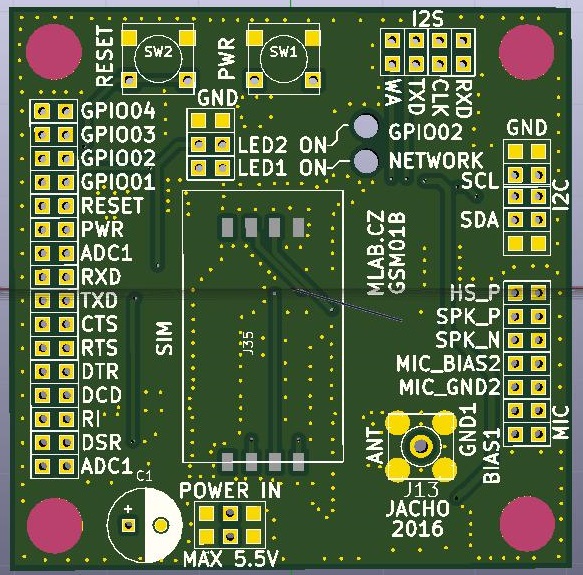 I2S
RESET
SW2
PWR
SW1
WA
TXD
CLK
RXD
GND
GPIO04
GPIO03
GPIO02
GPIO01
RESET
PWR
ADC1
RXD
TXD
CTS
RTS
DTR
DCD
RI
DSR
ADC1
LED2 ON
LED1 ON
GPIO02
NETWORK
GND
SCL
SDA
I2C
MLAB.CZ
GSM01B
SIM
J35
HS_P
SPK_P
SPK_N
MIC_BIAS2
MIC_GND2
GND1
BIAS1
MIC
ANT
J13
JACHO
2016
C1
+
POWER IN
MAX 5.5V